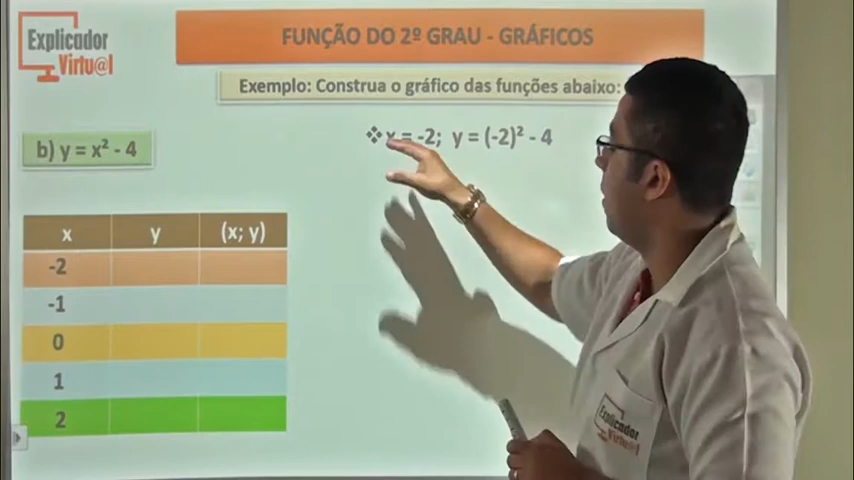 Explicador
Virtu@l
FUNÇÃO DO 2º GRAU - GRÁFICOS
Exemplo: Construa o gráfico das funções abaixo:
b) y = x² - 4
❖x = -2; y = (-2)² - 4
x y (x; y)
-2
-1
0
1
2
Explicador
Virtu@l